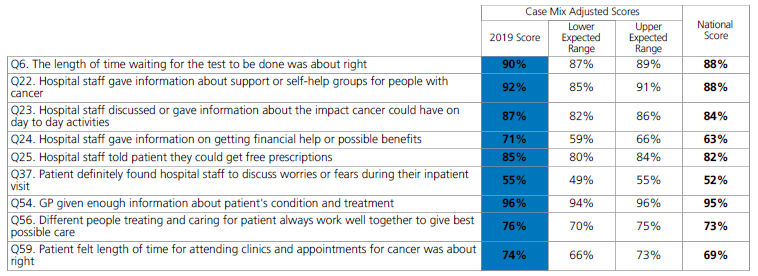 Case Mix Adjusted Scores
2019 Score
Lower
Expected
Range
Upper
Expected
Range
National
Score
Q6. The length of time waiting for the test to be done was about right 90% 87% 89% 88%
Q22. Hospital staff gave information about support or self-help groups for people with
cancer 92% 85% 91% 88%
Q23. Hospital staff discussed or gave information about the impact cancer could have on
day to day activities 87% 82% 86% 84%
Q24. Hospital staff gave information on getting financial help or possible benefits 71% 59% 66% 63%
Q25. Hospital staff told patient they could get free prescriptions 85% 80% 84% 82%
Q37. Patient definitely found hospital staff to discuss worries or fears during their inpatient
visit 55% 49% 55% 52%
Q54. GP given enough information about patient's condition and treatment 96% 94% 96% 95%
Q56. Different people treating and caring for patient always work well together to give best
possible care 76% 70% 75% 73%
Q59. Patient felt length of time for attending clinics and appointments for cancer was about
right 74% 66% 73% 69%